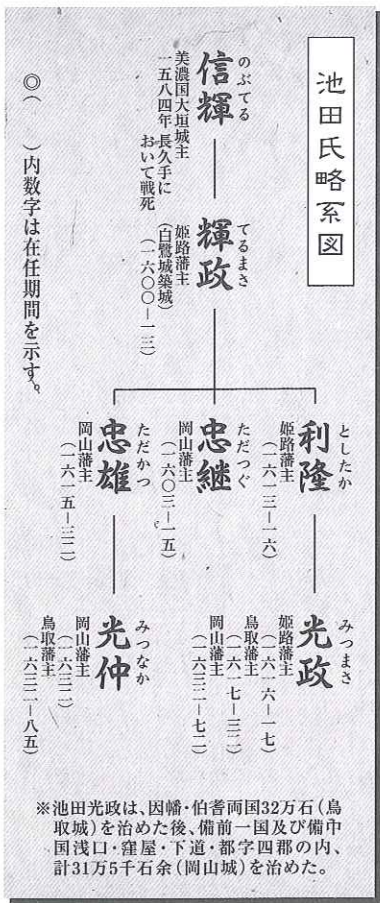 池田氏略系図
のぶてる
信輝
美濃国大垣城主
一五八四年長久手に
おいて戦死
てるまさ
輝政
姫路藩主
(白鷺城築城)
(一六〇〇–一三)
としたか
利隆
姫路藩主
(一六一三–一六)
ただつぐ
忠継
岡山藩主
(一六〇三–一五)
ただかつ
忠雄
岡山藩主
(一六一五–三二)
みつまさ
光政
姫路藩主
(一六一六–一七)
鳥取藩主
(一六一七–三二)
岡山藩主
(一六三二–七二)
みつなか
光仲
岡山藩主
(一六三二)
鳥取藩主
(一六三二–八五)
◎( )内数字は在任期間を示す。
※池田光政は、因幡・伯耆両国32万石(鳥
取城)を治めた後、備前一国及び備中
国浅口・窪屋・下道・都宇四郡の内、
計31万5千石余(岡山城)を治めた。